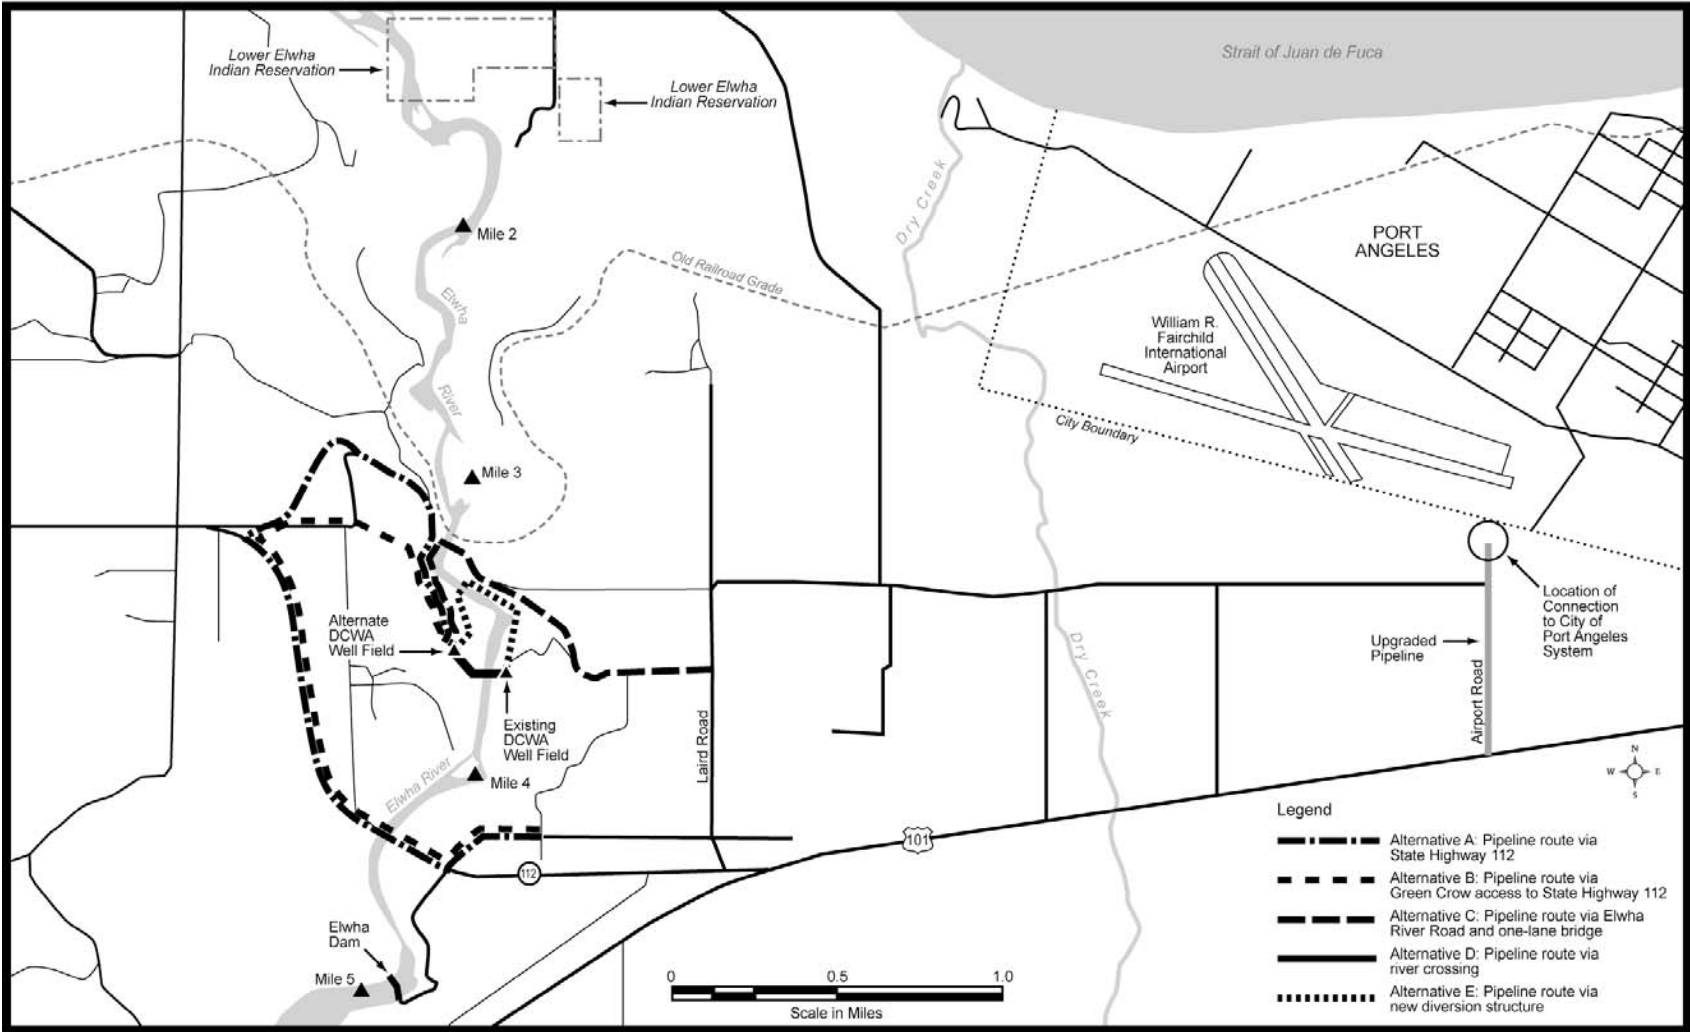 Strait of Juan de Fuca
Lower Elwha
Indian Reservation
Lower Elwha
Indian Reservation
Dry Creek
Mile 2
PORT
ANGELES
Old Railroad Grade
Elwha
River
William R.
Fairchild
International
Airport
City Boundary
Mile 3
Alternate
DCWA
Well Field
Location of
Connection
to City of
Port Angeles
System
Upgraded
Pipeline
Airport Road
Dry Creek
Laird Road
Existing
DCWA
Well Field
Elwha River
Mile 4
N
W E
S
101
112
Elwha
Dam
Mile 5
0 0.5 1.0
Scale in Miles
Legend
Alternative A: Pipeline route via
State Highway 112
Alternative B: Pipeline route via
Green Crow access to State Highway 112
Alternative C: Pipeline route via Elwha
River Road and one-lane bridge
Alternative D: Pipeline route via
river crossing
Alternative E: Pipeline route via
new diversion structure